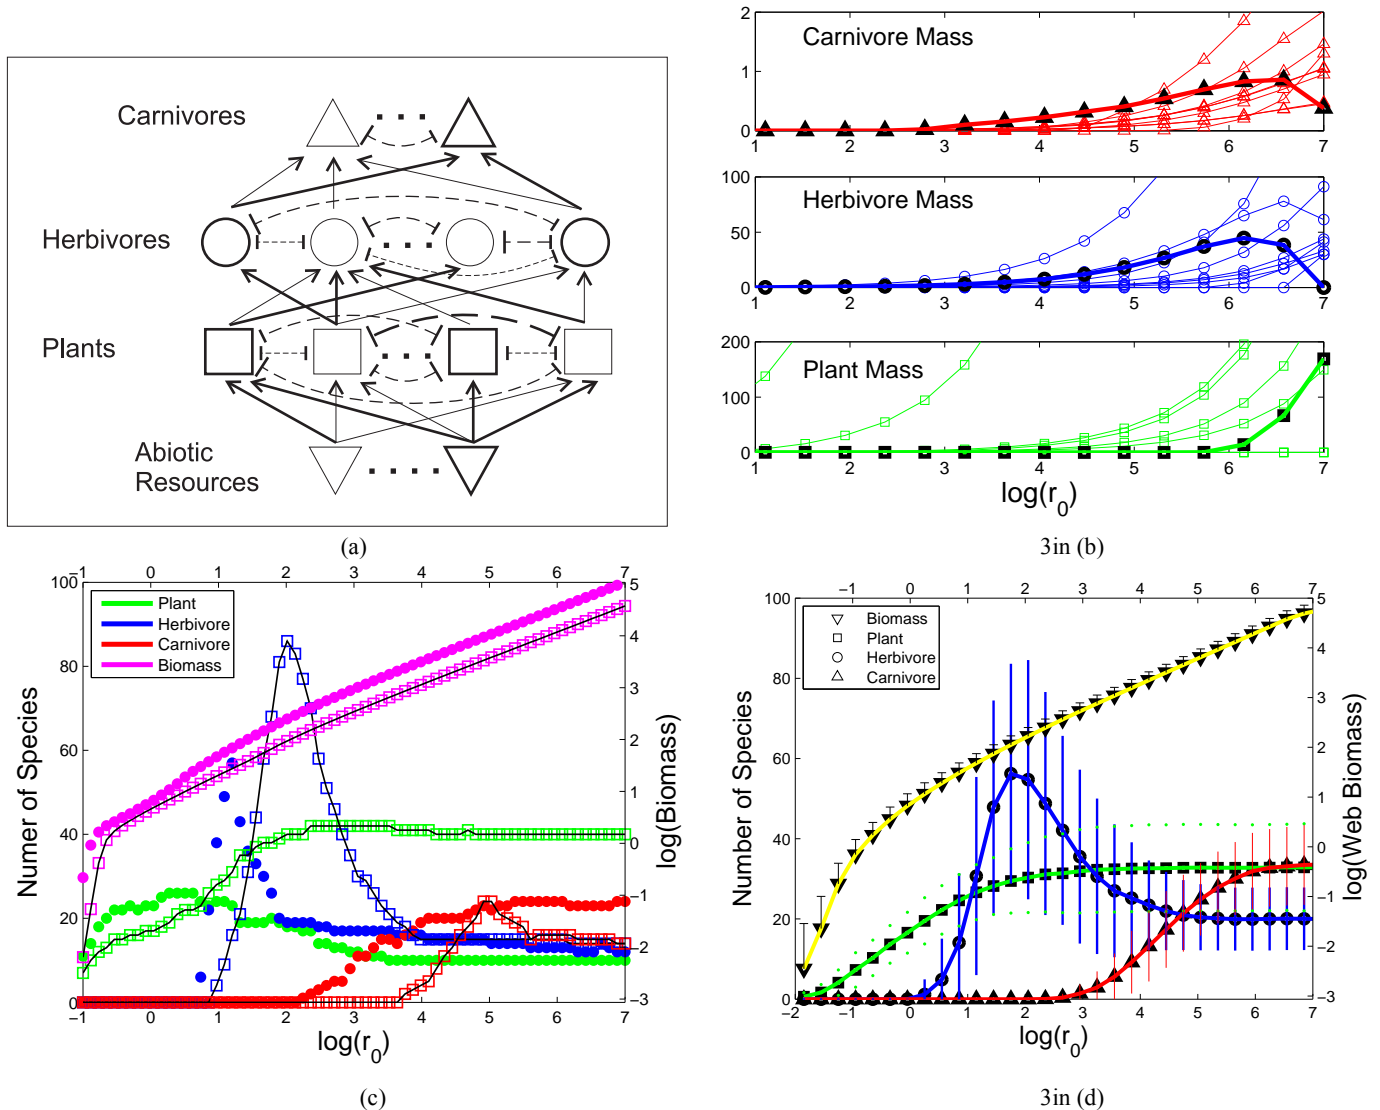 Carnivores
Herbivores
Plants
Abiotic
Resources
(a)
2
1
0
Carnivore Mass
1 2 3 4 5 6 7
100
50
0
Herbivore Mass
1 2 3 4 5 6 7
200
100
0
Plant Mass
1 2 3 4 5 6 7
log(r0)
3in (b)
−1 0 1 2 3 4 5 6 7
100
80
60
40
20
0
Numer of Species
Plant
Herbivore
Carnivore
Biomass
5
4
3
2
1
0
−1
−2
−3
log(Biomass)
−1 0 1 2 3 4 5 6 7
log(r0)
(c)
−1 0 1 2 3 4 5 6 7
100
80
60
40
20
0
Number of Species
Biomass
Plant
Herbivore
Carnivore
5
4
3
2
1
0
−1
−2
−3
log(Web Biomass)
−2 −1 0 1 2 3 4 5 6 7
log(r0)
3in (d)